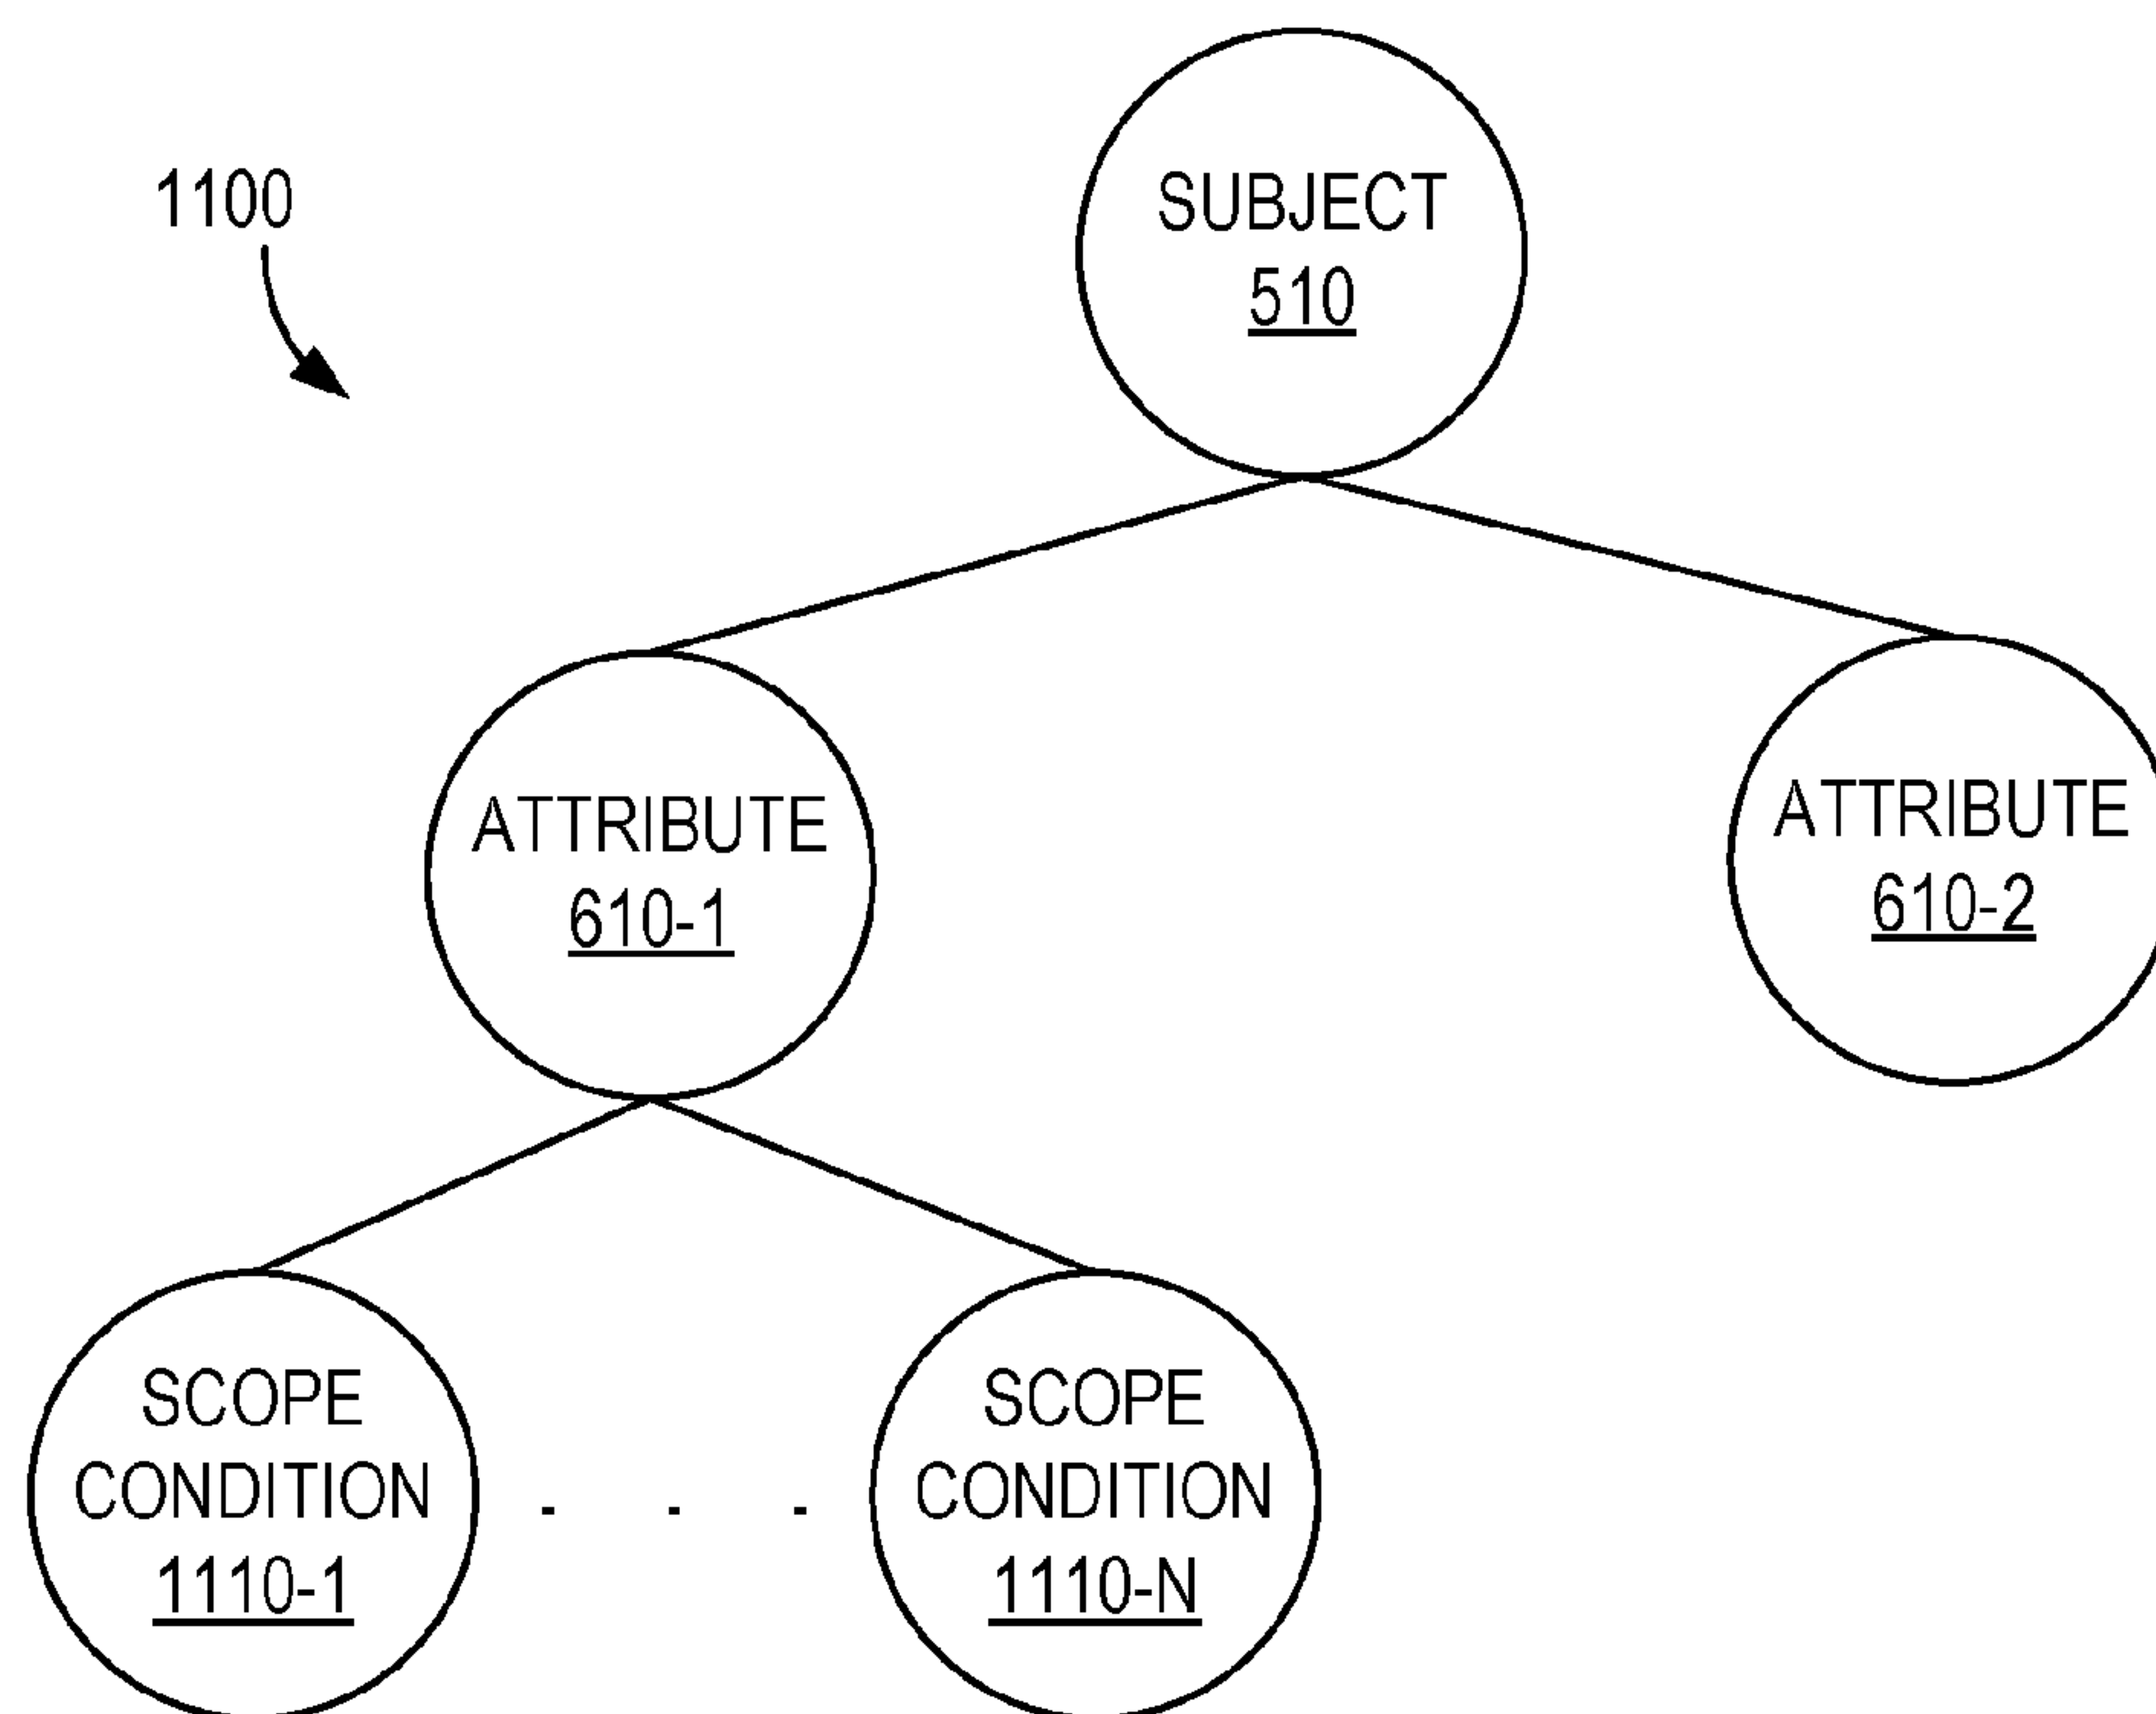 1100
SUBJECT
510
ATTRIBUTE
610-1
ATTRIBUTE
610-2
SCOPE
CONDITION
1110-1
. . .
SCOPE
CONDITION
1110-N